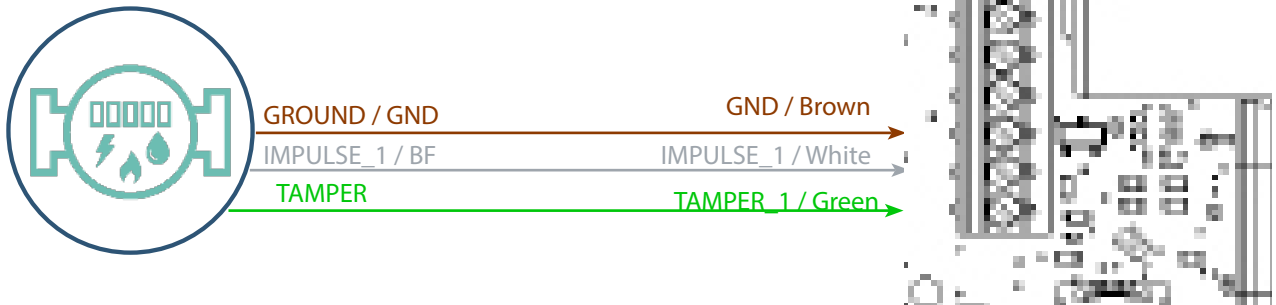 GROUND / GND
GND / Brown
IMPULSE_1 / BF
IMPULSE_1 / White
TAMPER
TAMPER_1 / Green